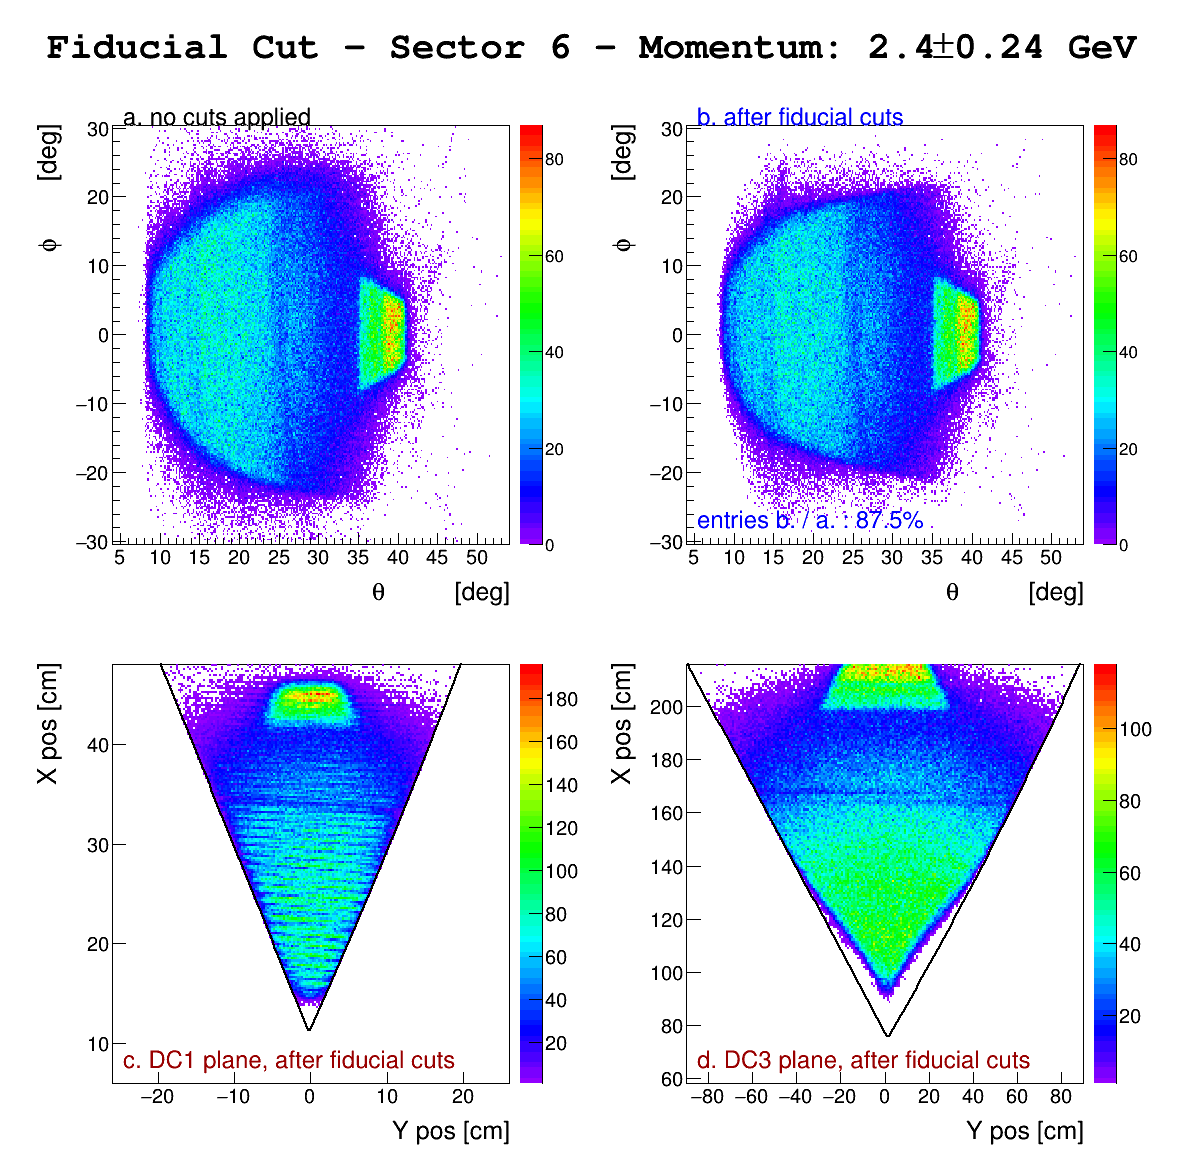 Fiducial Cut - Sector 6 - Momentum: 2.4±0.24 GeV
a. no cuts applied
b. after fiducial cuts
[deg]
ϕ
30
20
10
0
−10
−20
−30
5 10 15 20 25 30 35 40 45 50
θ [deg]
80
60
40
20
0
[deg]
ϕ
30
20
10
0
−10
−20
−30
entries b. / a. : 87.5%
5 10 15 20 25 30 35 40 45 50
θ [deg]
80
60
40
20
0
X pos [cm]
40
30
20
10
c. DC1 plane, after fiducial cuts
−20 −10 0 10 20
Y pos [cm]
180
160
140
120
100
80
60
40
20
X pos [cm]
200
180
160
140
120
100
80
60
d. DC3 plane, after fiducial cuts
−80 −60 −40 −20 0 20 40 60 80
Y pos [cm]
100
80
60
40
20